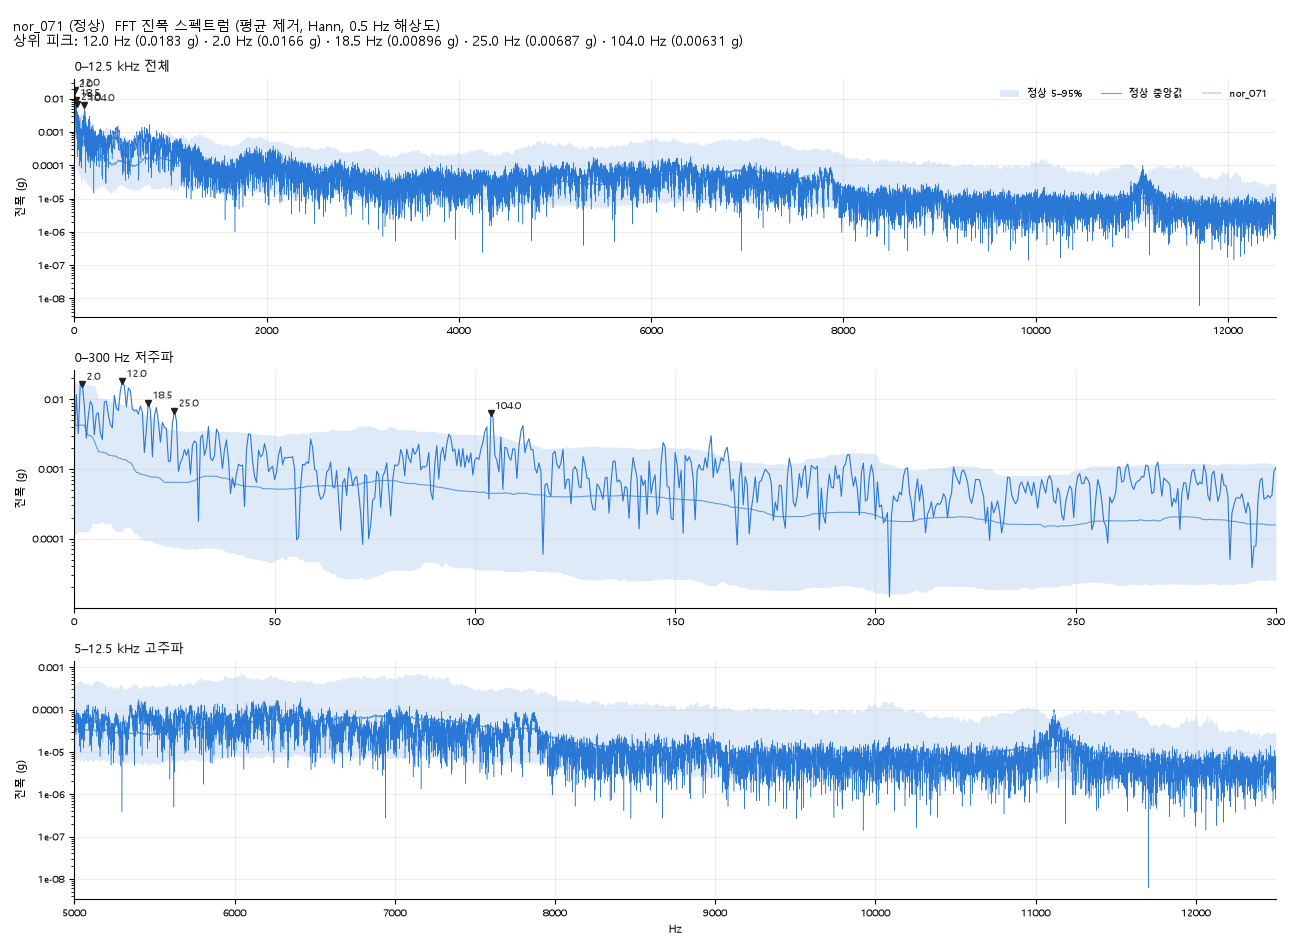 nor_071 (정상)  FFT 진폭 스펙트럼 (평균 제거, Hann, 0.5 Hz 해상도)
상위 피크: 12.0 Hz (0.0183 g) · 2.0 Hz (0.0166 g) · 18.5 Hz (0.00896 g) · 25.0 Hz (0.00687 g) · 104.0 Hz (0.00631 g)
0–12.5 kHz 전체
12.0
18.5
104.0
정상 5–95%
정상 중앙값
nor_071
진폭 (g)
0.01
0.001
0.0001
1e-05
1e-06
1e-07
1e-08
0 2000 4000 6000 8000 10000 12000
0–300 Hz 저주파
2.0
12.0
18.5
25.0
104.0
진폭 (g)
0.01
0.001
0.0001
0 50 100 150 200 250 300
5–12.5 kHz 고주파
진폭 (g)
0.001
0.0001
1e-05
1e-06
1e-07
1e-08
5000 6000 7000 8000 9000 10000 11000 12000
Hz